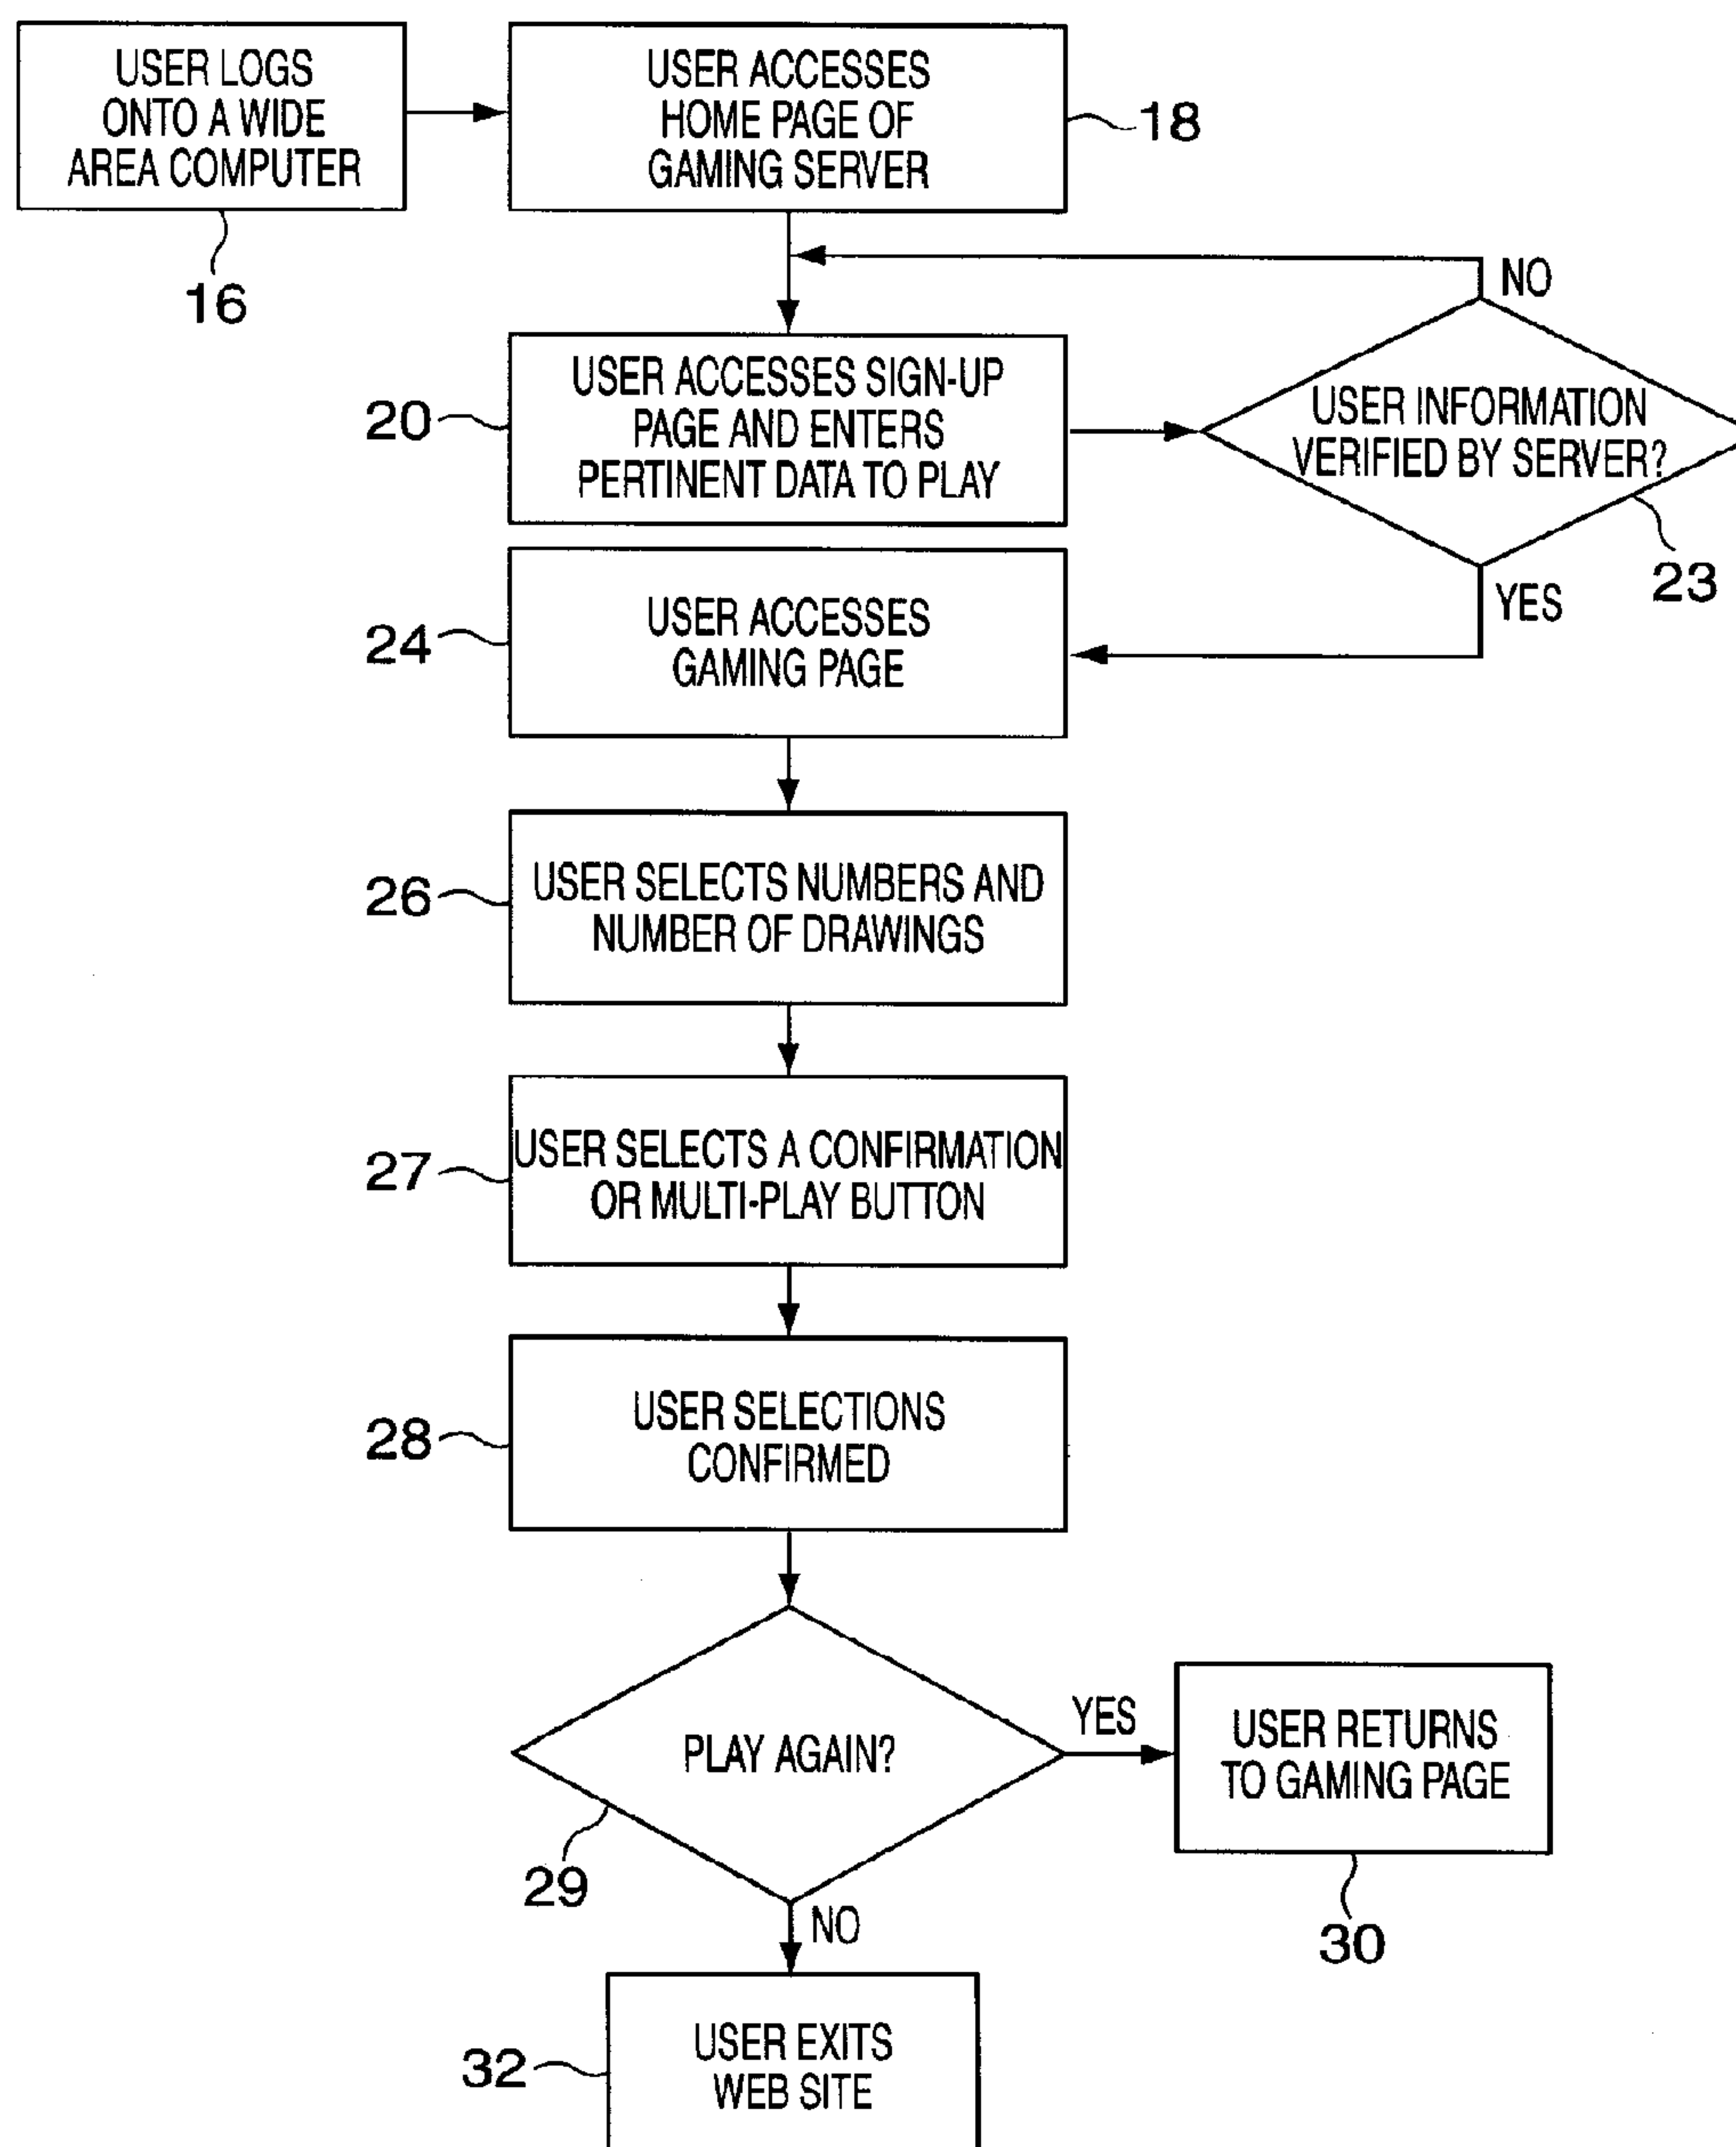 USER LOGS
ONTO A WIDE
AREA COMPUTER
16
USER ACCESSES
HOME PAGE OF
GAMING SERVER
18
NO
USER ACCESSES SIGN-UP
PAGE AND ENTERS
PERTINENT DATA TO PLAY
20
USER INFORMATION
VERIFIED BY SERVER?
23
YES
USER ACCESSES
GAMING PAGE
24
USER SELECTS NUMBERS AND
NUMBER OF DRAWINGS
26
USER SELECTS A CONFIRMATION
OR MULTI-PLAY BUTTON
27
USER SELECTIONS
CONFIRMED
28
PLAY AGAIN?
29
YES
USER RETURNS
TO GAMING PAGE
30
NO
USER EXITS
WEB SITE
32